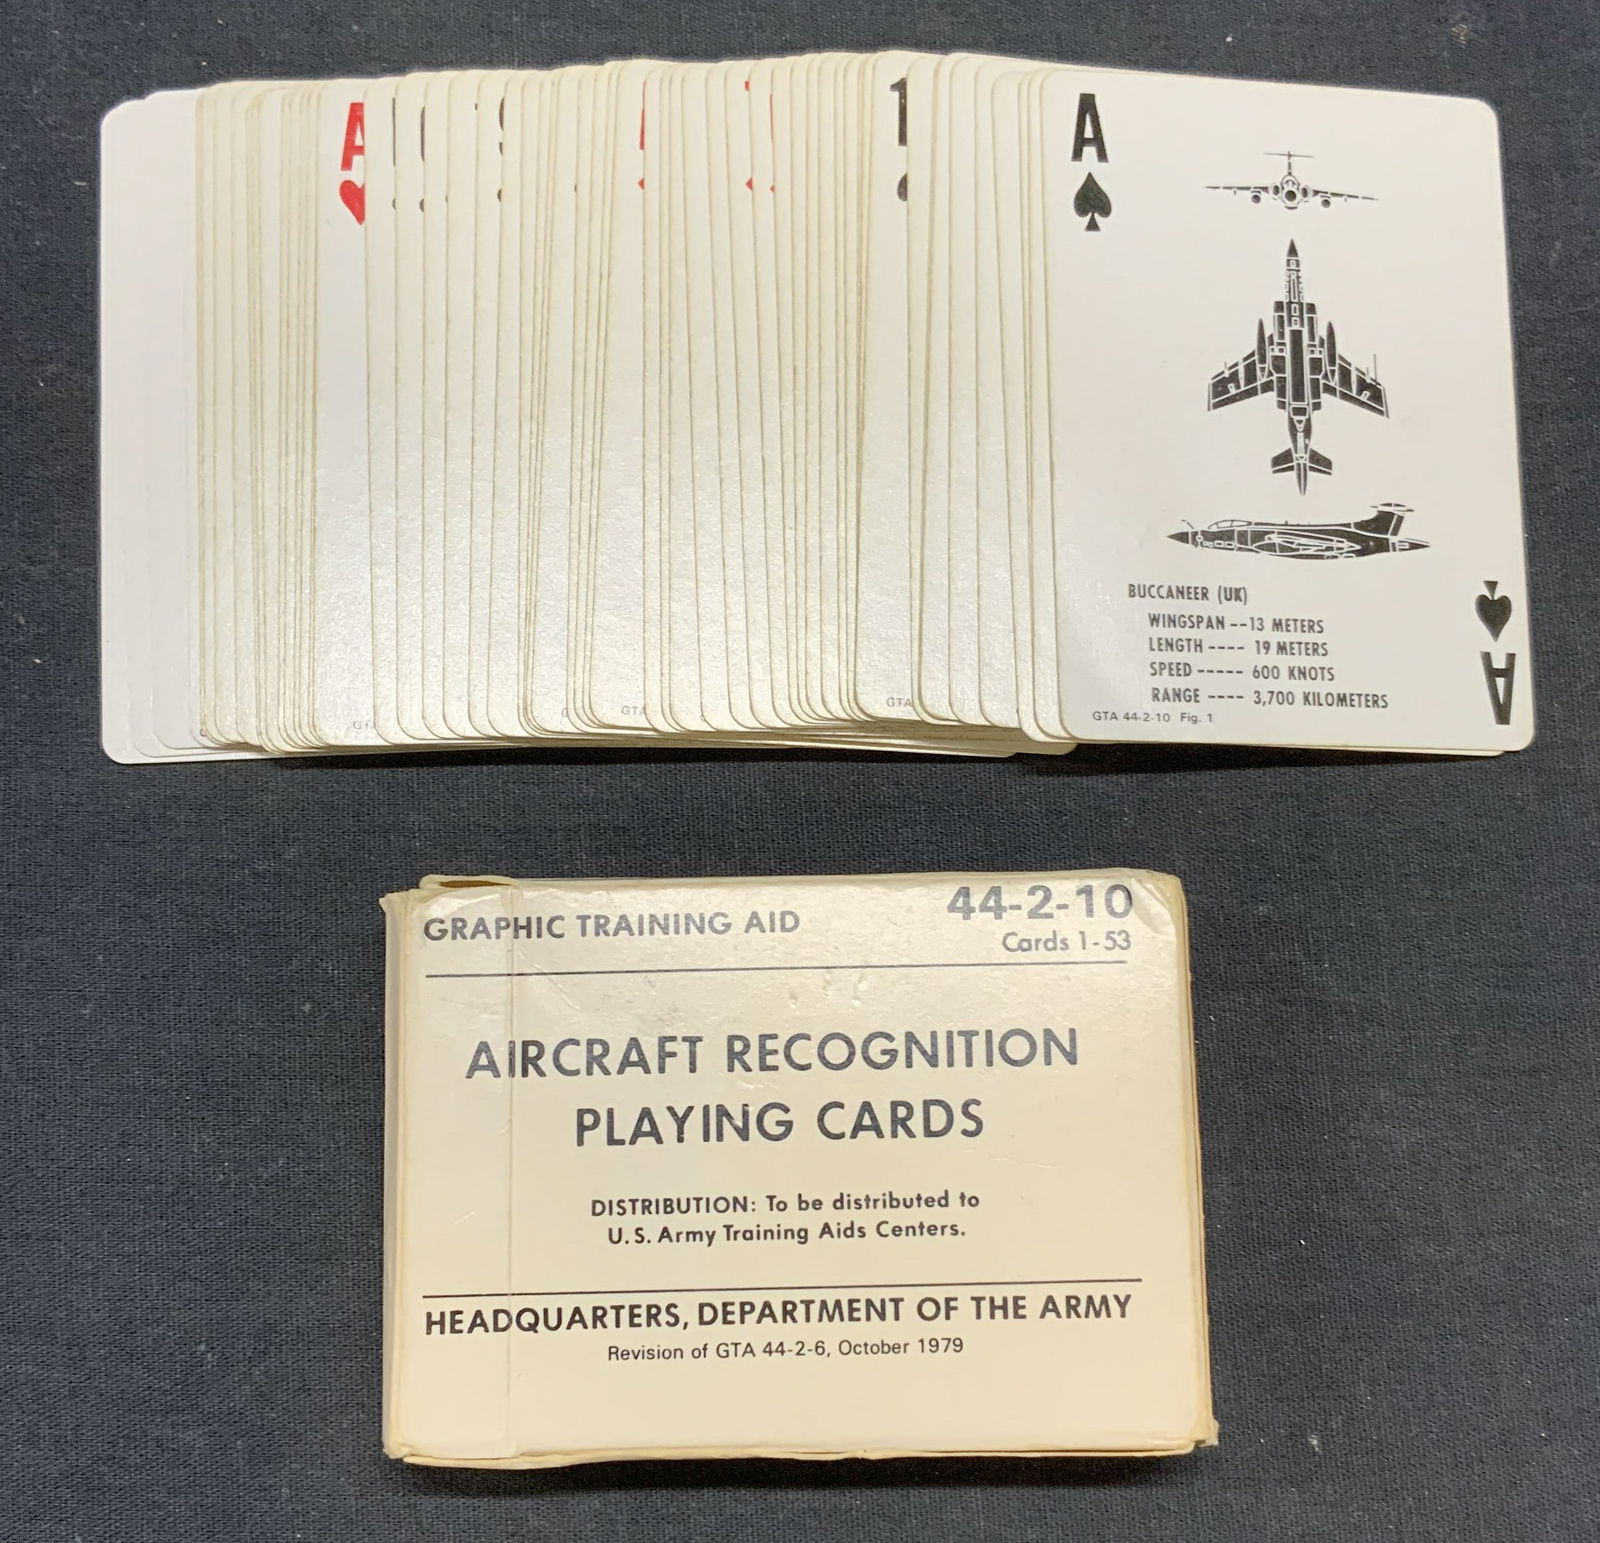 A
A
BUCCANEER (UK)
WINGSPAN --13 METERS
LENGTH ---- 19 METERS
SPEED ----- 600 KNOTS
RANGE ---- 3,700 KILOMETERS
GTA 44-2-10 Fig. 1
A
GTA
GTA
GRAPHIC TRAINING AID
44-2-10
Cards 1-53
AIRCRAFT RECOGNITION
PLAYING CARDS
DISTRIBUTION: To be distributed to
U.S. Army Training Aids Centers.
HEADQUARTERS, DEPARTMENT OF THE ARMY
Revision of GTA 44-2-6, October 1979